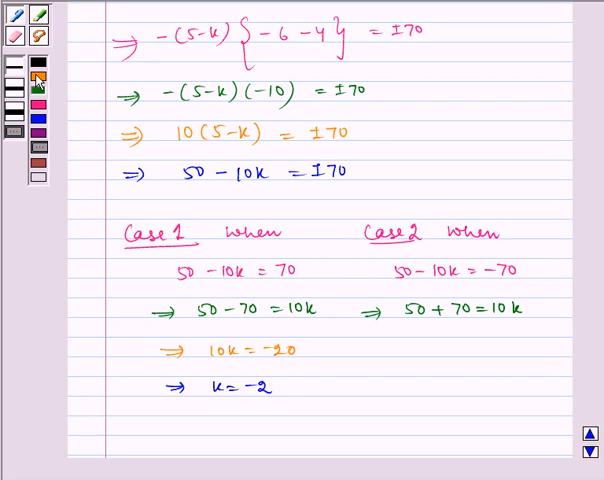 ⇒ -(5-k) { -6 -4 } = ±70
⇒ -(5-k) (-10) = ±70
⇒ 10(5-k) = ±70
⇒ 50 - 10k = ±70
Case 1 when
50 - 10k = 70
⇒ 50 - 70 = 10k
⇒ 10k = -20
⇒ k = -2
Case 2 when
50 - 10k = -70
⇒ 50 + 70 = 10k